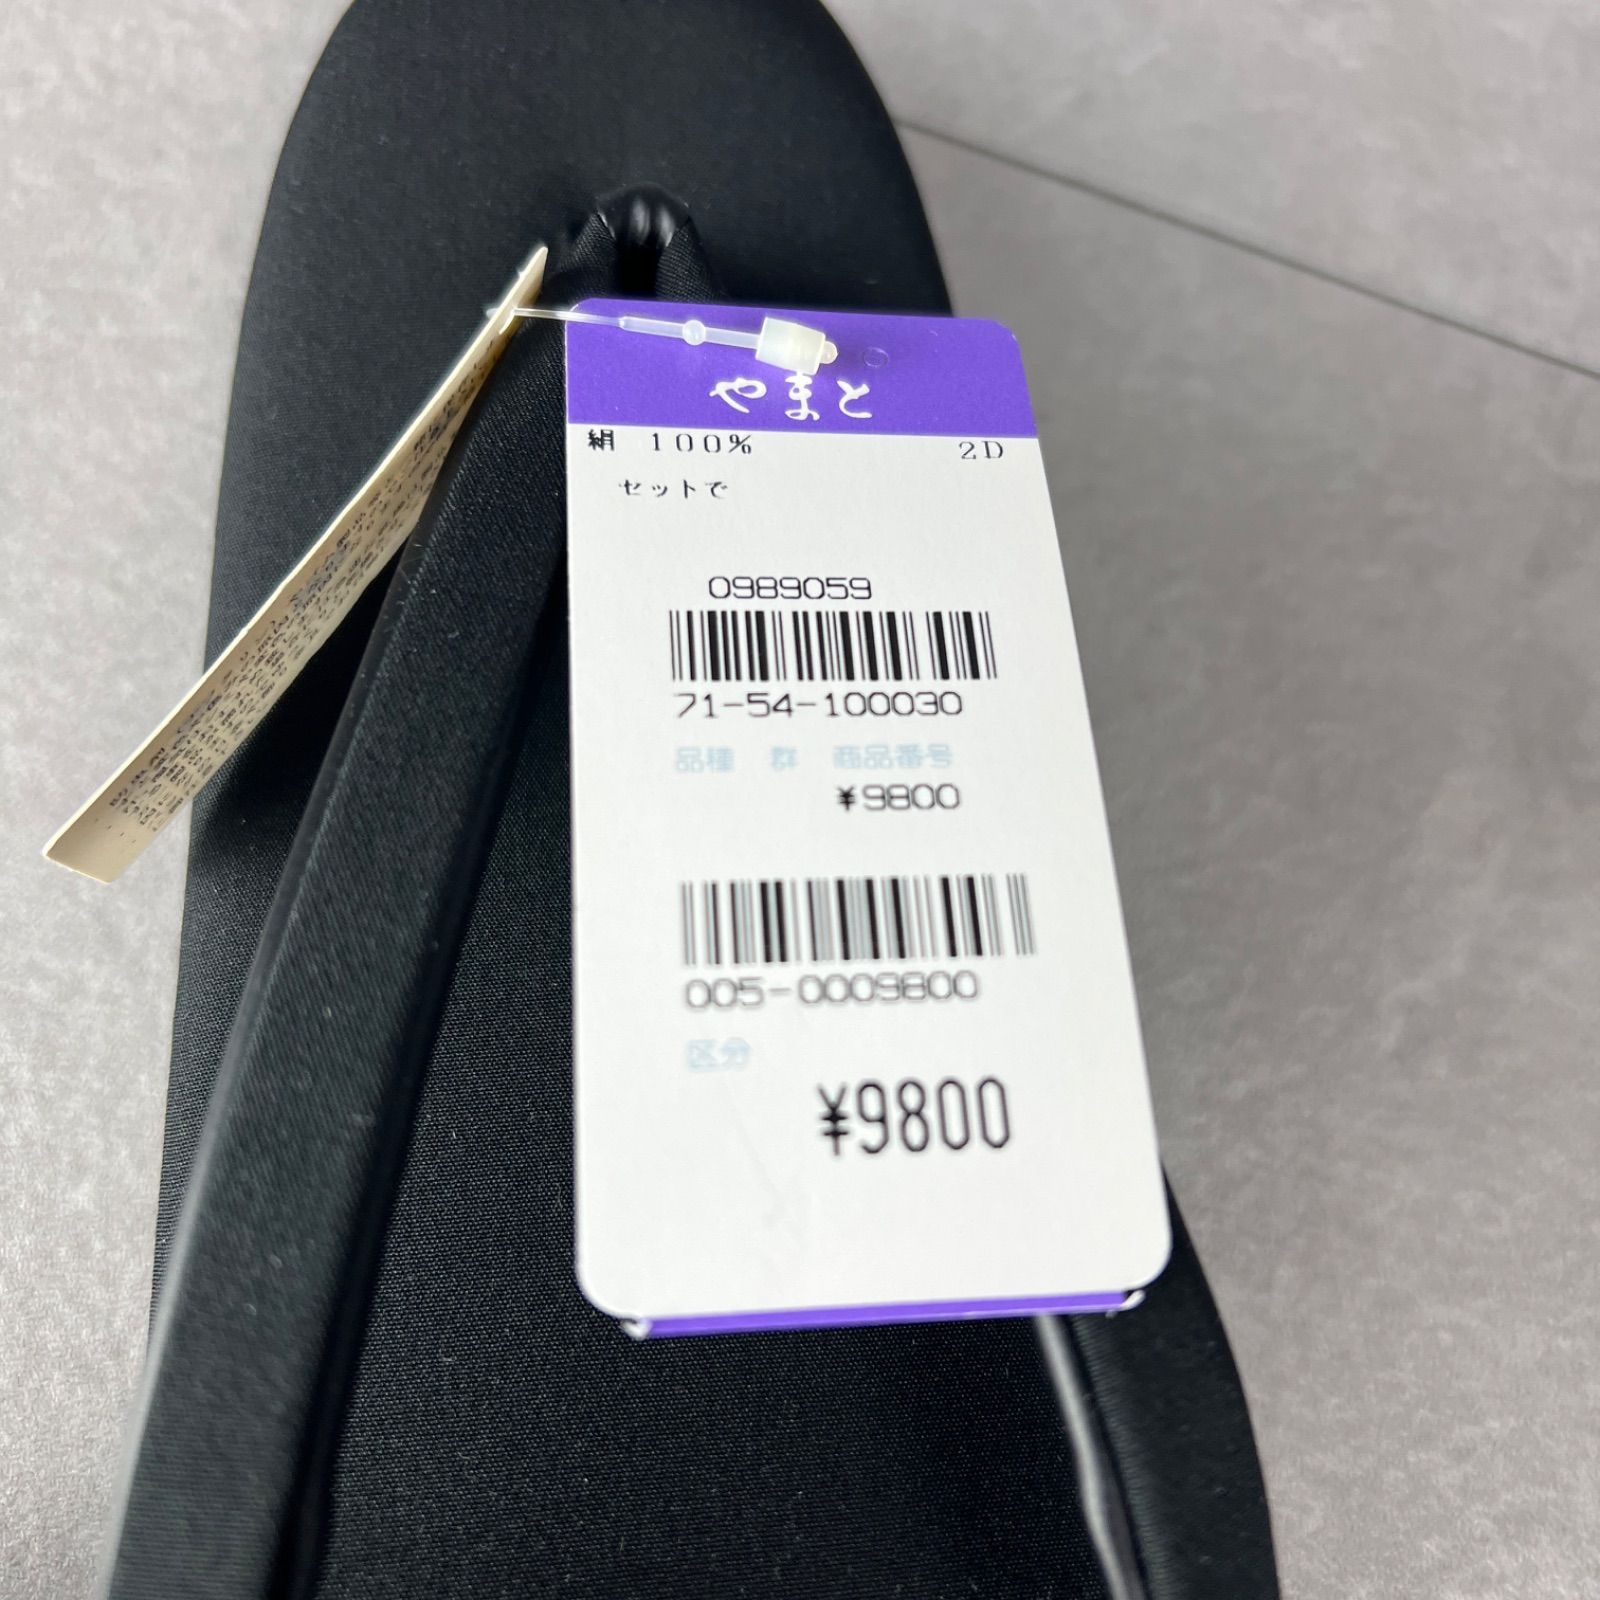 やまと
絹 100% 2D
セットで
0989059
71-54-100030
品種 群 商品番号
¥9800
005-0009800
区分
¥9800